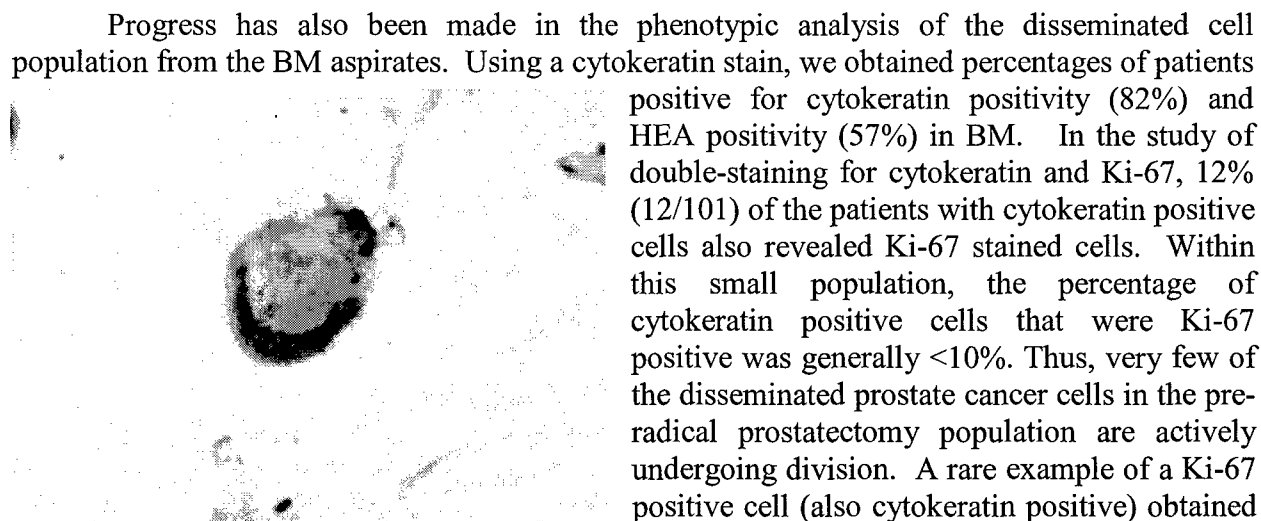 Progress has also been made in the phenotypic analysis of the disseminated cell
population from the BM aspirates. Using a cytokeratin stain, we obtained percentages of patients
positive for cytokeratin positivity (82%) and
HEA positivity (57%) in BM. In the study of
double-staining for cytokeratin and Ki-67, 12%
(12/101) of the patients with cytokeratin positive
cells also revealed Ki-67 stained cells. Within
this small population, the percentage of
cytokeratin positive cells that were Ki-67
positive was generally <10%. Thus, very few of
the disseminated prostate cancer cells in the pre-
radical prostatectomy population are actively
undergoing division. A rare example of a Ki-67
positive cell (also cytokeratin positive) obtained